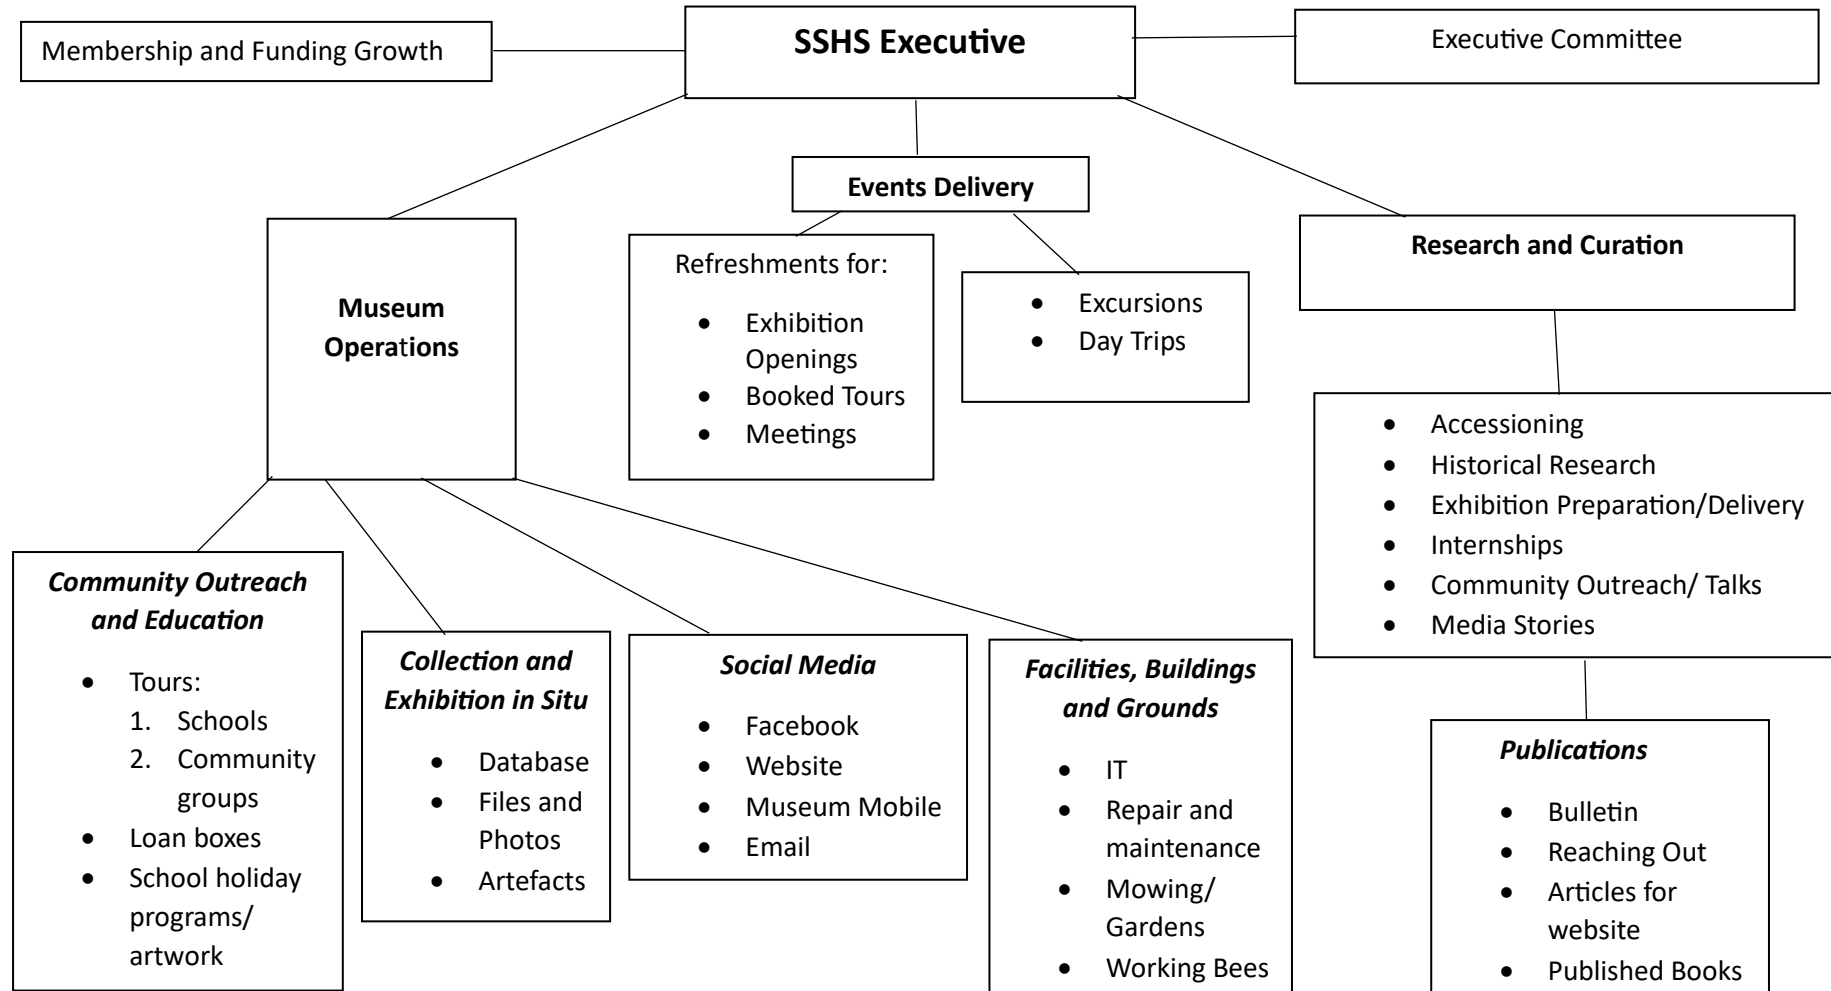 Membership and Funding Growth
SSHS Executive
Executive Committee
Events Delivery
Museum
Operations
Refreshments for:
• Exhibition
Openings
• Booked Tours
• Meetings
• Excursions
• Day Trips
Research and Curation
• Accessioning
• Historical Research
• Exhibition Preparation/Delivery
• Internships
• Community Outreach/ Talks
• Media Stories
Community Outreach
and Education
• Tours:
1. Schools
2. Community
groups
• Loan boxes
• School holiday
programs/
artwork
Collection and
Exhibition in Situ
• Database
• Files and
Photos
• Artefacts
Social Media
• Facebook
• Website
• Museum Mobile
• Email
Facilities, Buildings
and Grounds
• IT
• Repair and
maintenance
• Mowing/
Gardens
• Working Bees
Publications
• Bulletin
• Reaching Out
• Articles for
website
• Published Books